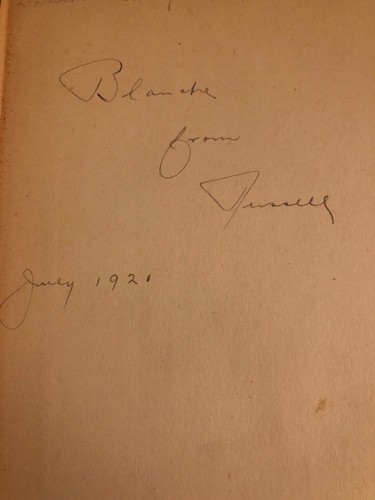 Blanche
from
Russell
July 1921